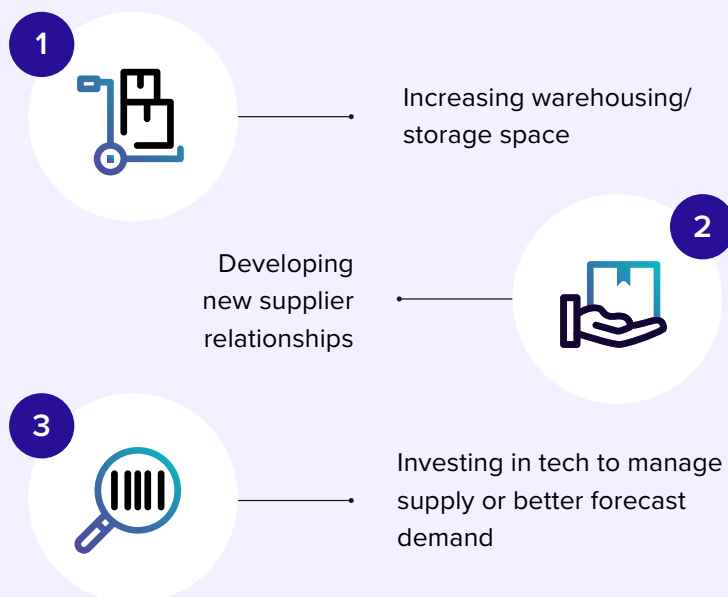 1
Increasing warehousing/
storage space
2
Developing
new supplier
relationships
3
Investing in tech to manage
supply or better forecast
demand